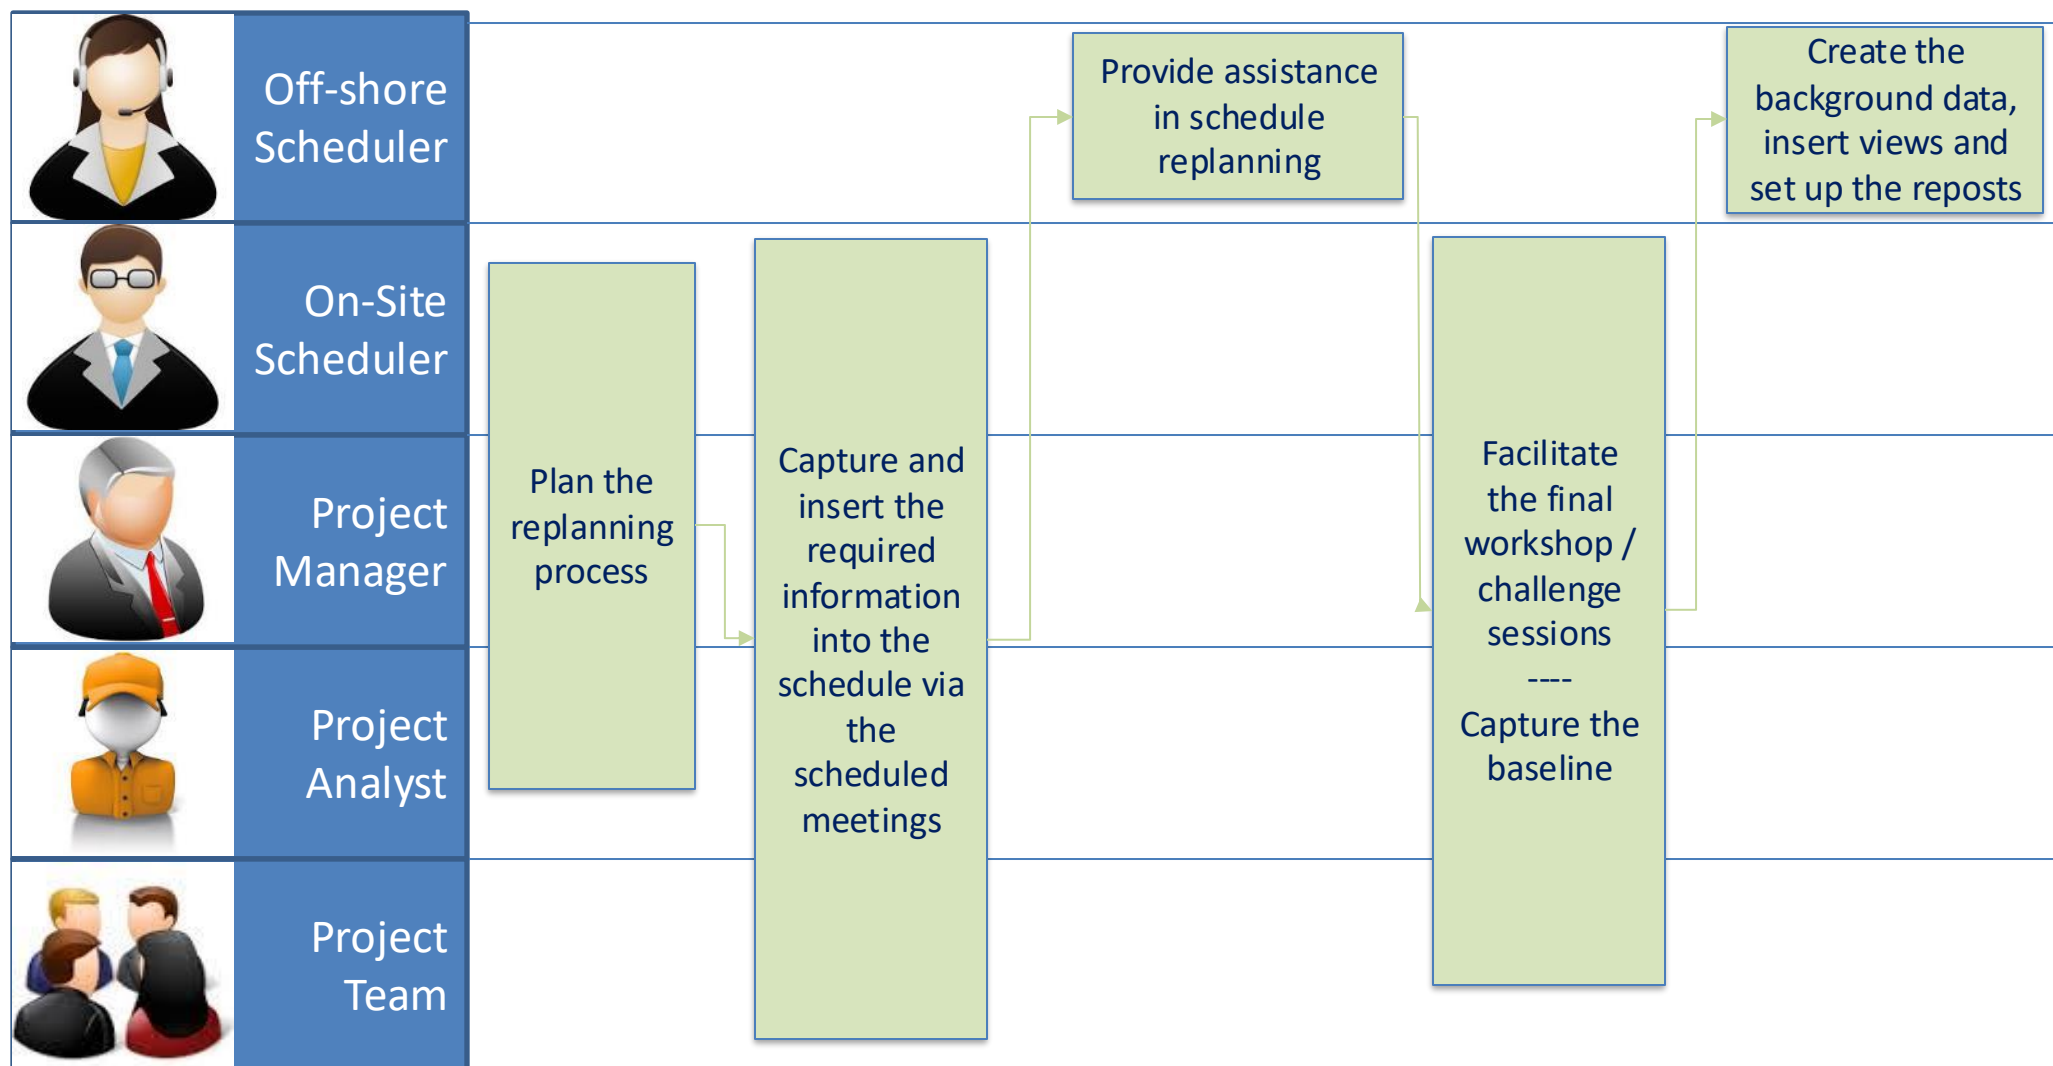 Off-shore
Scheduler
On-Site
Scheduler
Project
Manager
Project
Analyst
Project
Team
Plan the
replanning
process
Capture and
insert the
required
information
into the
schedule via
the
scheduled
meetings
Provide assistance
in schedule
replanning
Facilitate
the final
workshop /
challenge
sessions
----
Capture the
baseline
Create the
background data,
insert views and
set up the reposts